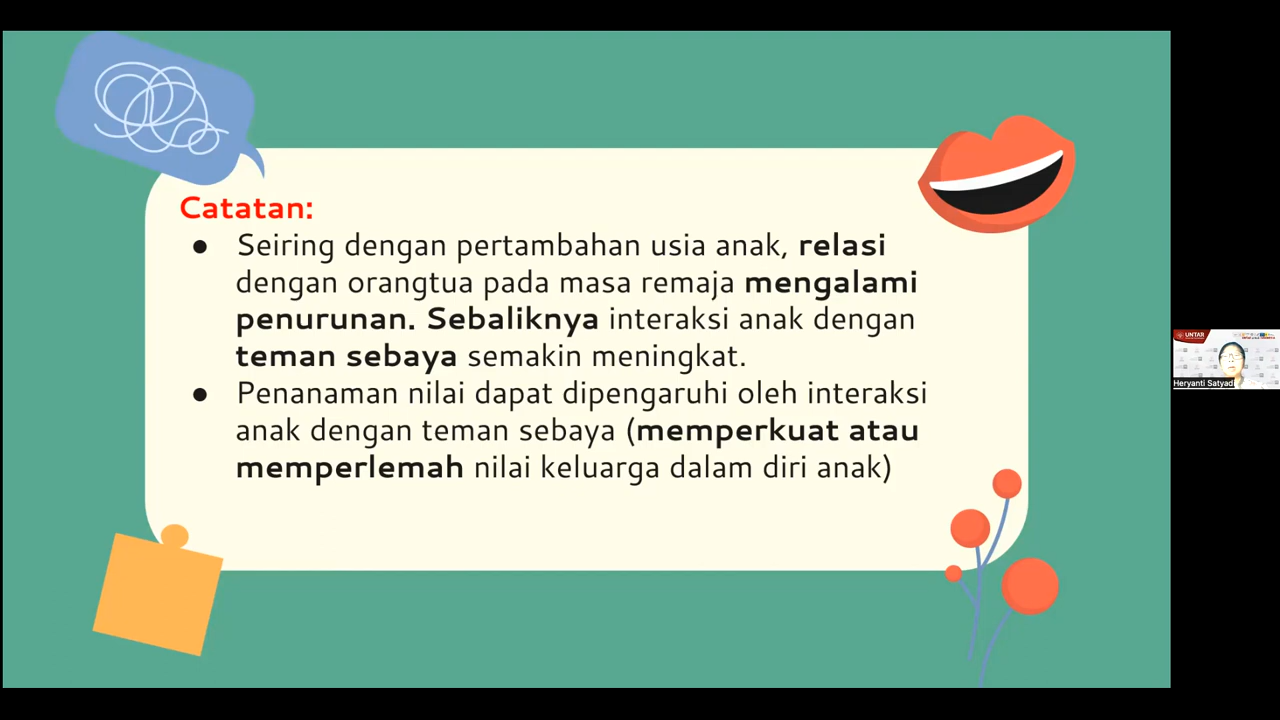 Catatan:
● Seiring dengan pertambahan usia anak, relasi
dengan orangtua pada masa remaja mengalami
penurunan. Sebaliknya interaksi anak dengan
teman sebaya semakin meningkat.
● Penanaman nilai dapat dipengaruhi oleh interaksi
anak dengan teman sebaya (memperkuat atau
memperlemah nilai keluarga dalam diri anak)
UNTAR
Heryanti Satyadi